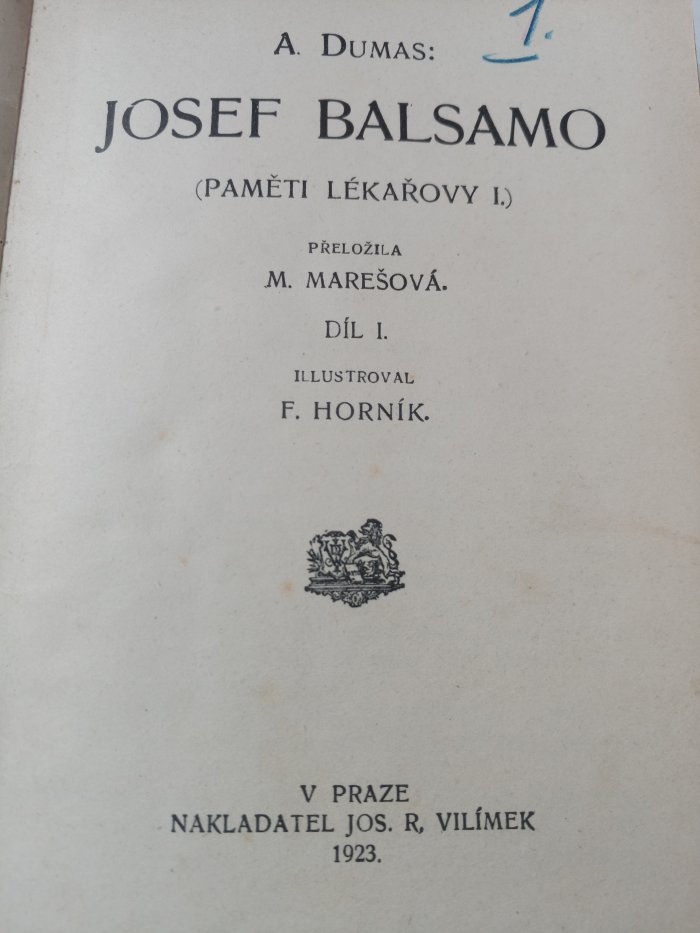 1.
A. DUMAS:
JOSEF BALSAMO
(PAMĚTI LÉKAŘOVY I.)
PŘELOŽILA
M. MAREŠOVÁ.
DÍL I.
ILLUSTROVAL
F. HORNÍK.
V PRAZE
NAKLADATEL JOS. R, VILÍMEK
1923.